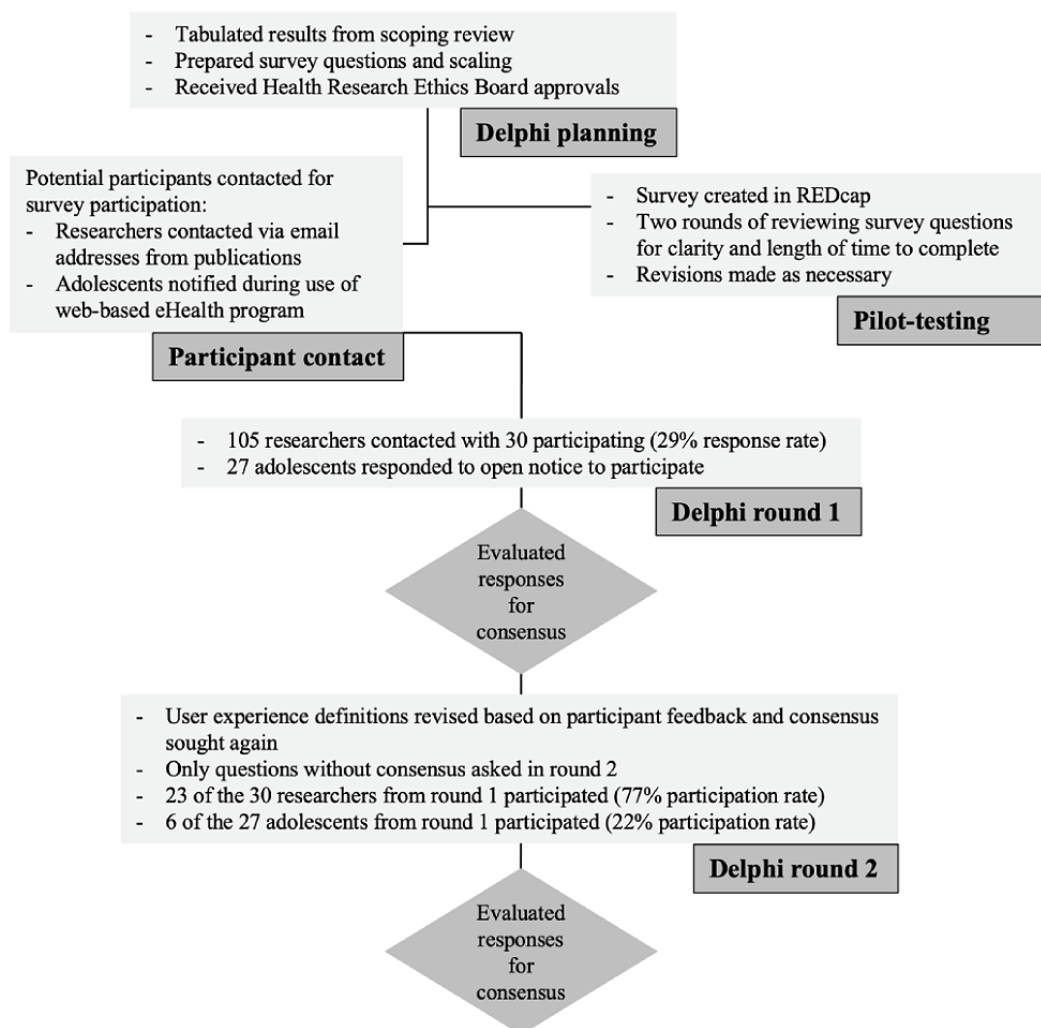 - Tabulated results from scoping review
- Prepared survey questions and scaling
- Received Health Research Ethics Board approvals
Delphi planning
Potential participants contacted for
survey participation:
- Researchers contacted via email
addresses from publications
- Adolescents notified during use of
web-based eHealth program
Participant contact
- Survey created in REDcap
- Two rounds of reviewing survey questions
for clarity and length of time to complete
- Revisions made as necessary
Pilot-testing
- 105 researchers contacted with 30 participating (29% response rate)
- 27 adolescents responded to open notice to participate
Delphi round 1
Evaluated
responses
for
consensus
- User experience definitions revised based on participant feedback and consensus
sought again
- Only questions without consensus asked in round 2
- 23 of the 30 researchers from round 1 participated (77% participation rate)
- 6 of the 27 adolescents from round 1 participated (22% participation rate)
Delphi round 2
Evaluated
responses
for
consensus